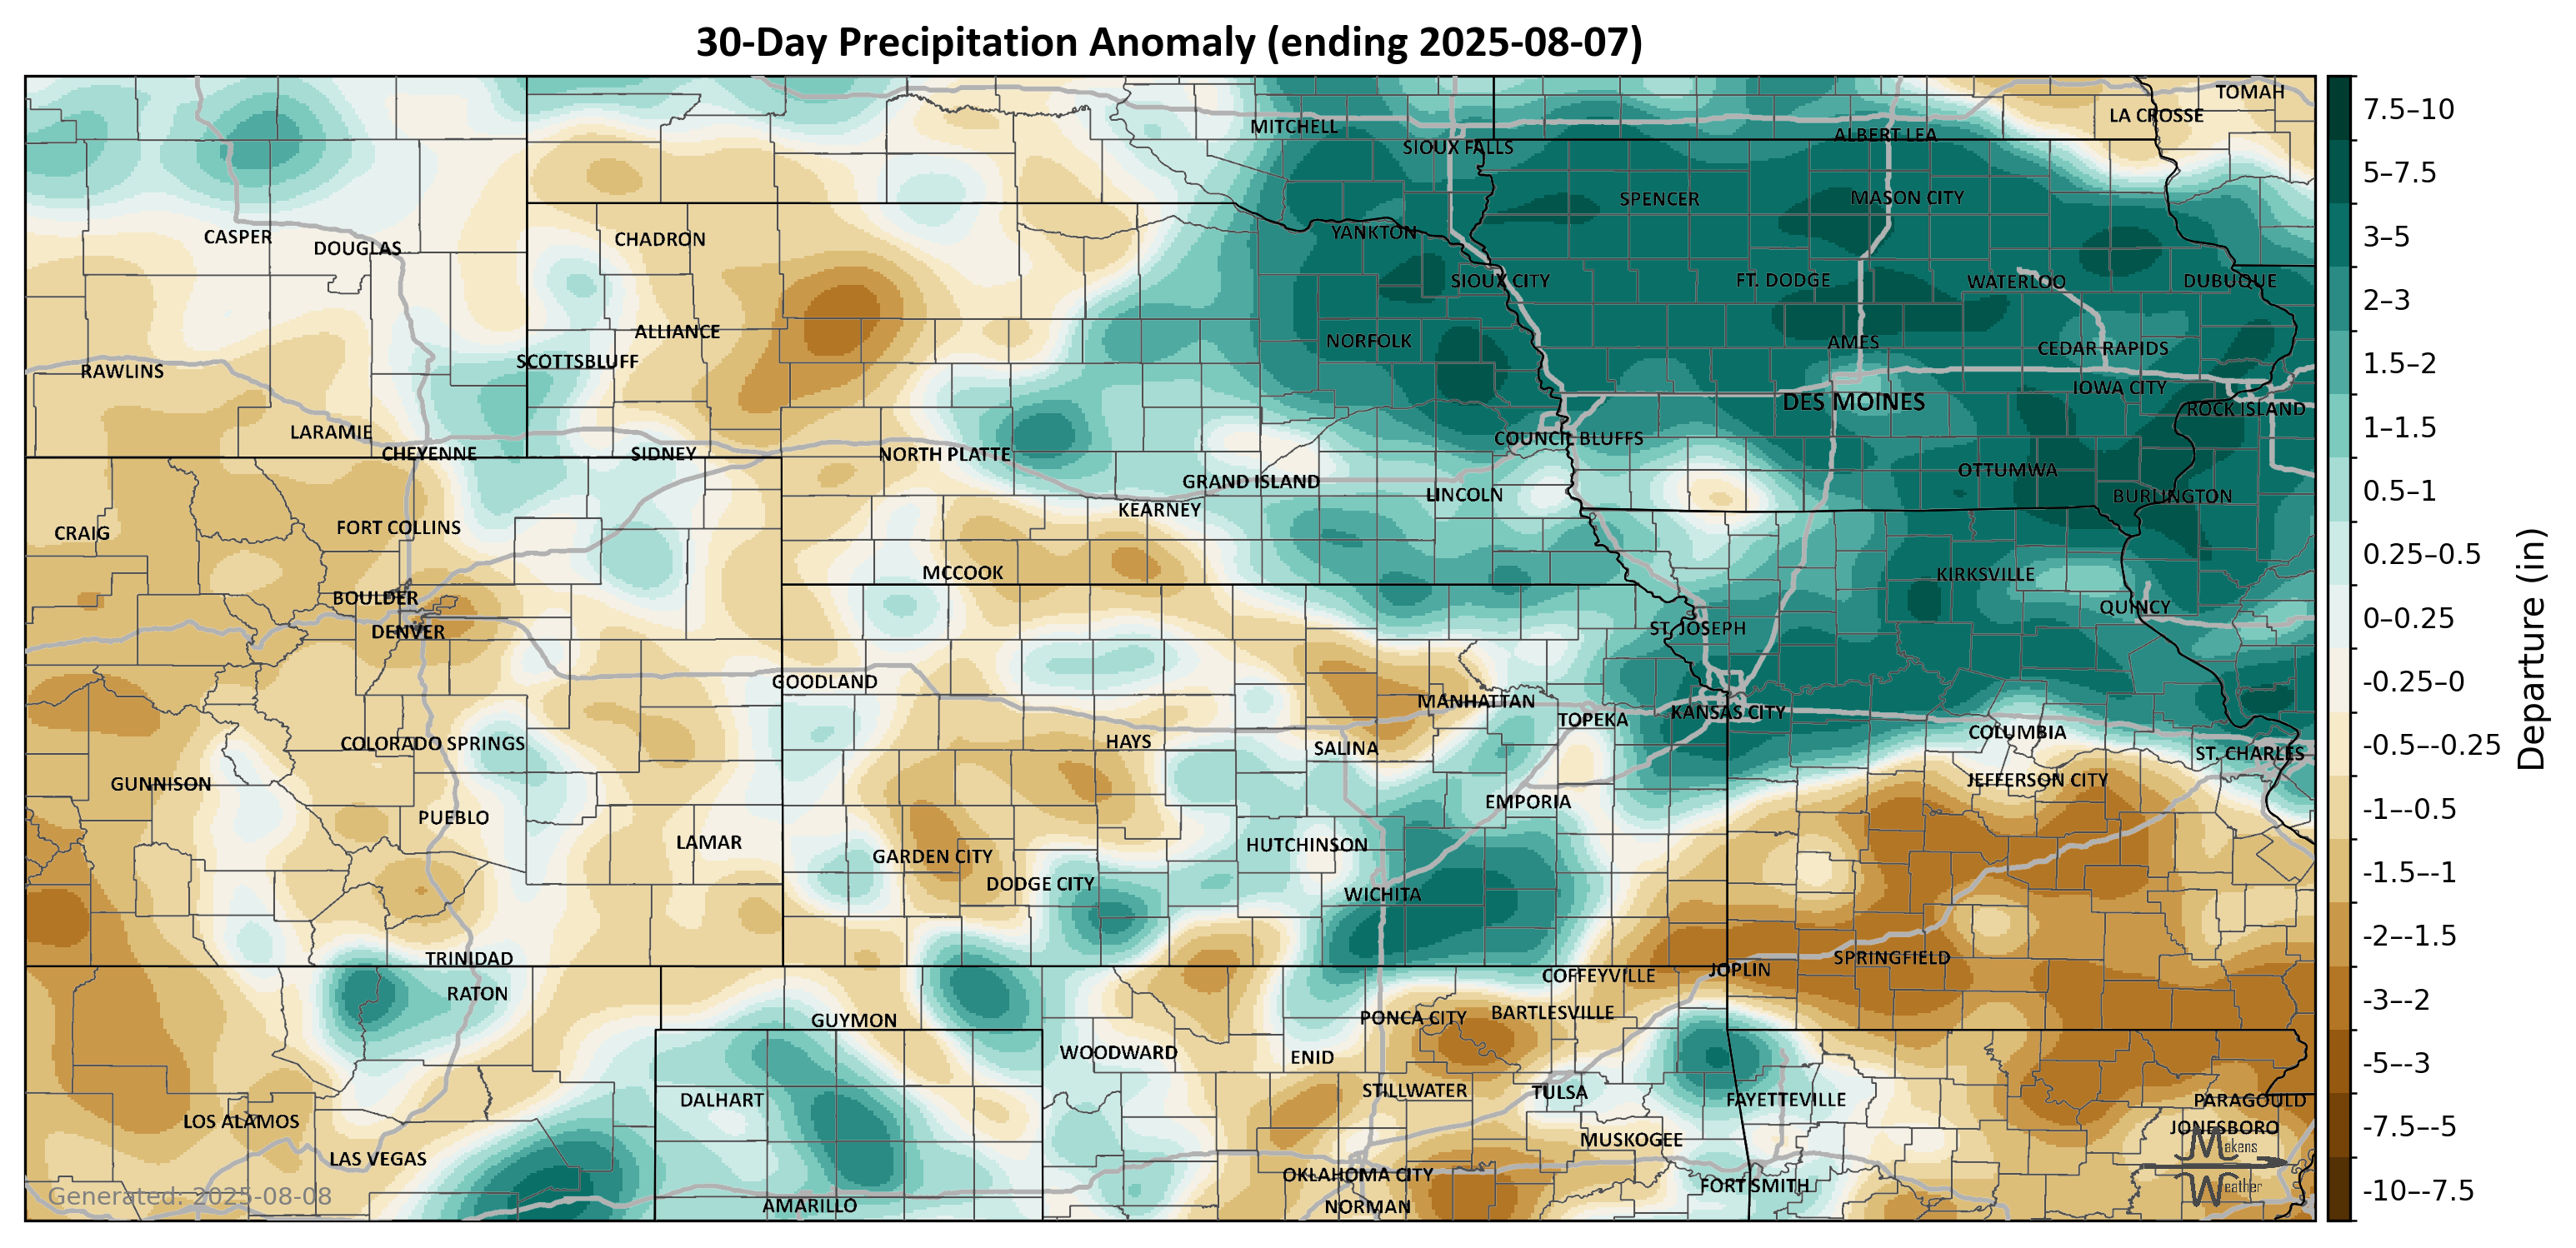 30-Day Precipitation Anomaly (ending 2025-08-07)
TOMAH
LA CROSSE
MITCHELL
ALBERT LEA
SIOUX FALLS
SPENCER
MASON CITY
YANKTON
CASPER
CHADRON
DOUGLAS
SIOUX CITY
FT. DODGE
WATERLOO
DUBUQUE
ALLIANCE
NORFOLK
AMES
CEDAR RAPIDS
SCOTTSBLUFF
RAWLINS
IOWA CITY
DES MOINES
ROCK ISLAND
LARAMIE
COUNCIL BLUFFS
CHEYENNE
SIDNEY
NORTH PLATTE
OTTUMWA
GRAND ISLAND
LINCOLN
BURLINGTON
KEARNEY
CRAIG
FORT COLLINS
MCCOOK
KIRKSVILLE
BOULDER
QUINCY
DENVER
ST. JOSEPH
GOODLAND
MANHATTAN
KANSAS CITY
TOPEKA
COLUMBIA
COLORADO SPRINGS
HAYS
SALINA
ST. CHARLES
GUNNISON
JEFFERSON CITY
EMPORIA
PUEBLO
LAMAR
HUTCHINSON
GARDEN CITY
DODGE CITY
WICHITA
TRINIDAD
SPRINGFIELD
JOPLIN
COFFEYVILLE
RATON
BARTLESVILLE
PONCA CITY
GUYMON
WOODWARD
ENID
STILLWATER
TULSA
DALHART
FAYETTEVILLE
PARAGOULD
LOS ALAMOS
JONESBORO
MUSKOGEE
LAS VEGAS
OKLAHOMA CITY
FORT SMITH
AMARILLO
NORMAN
Generated: 2025-08-08
Makens
Weather
7.5–10
5–7.5
3–5
2–3
1.5–2
1–1.5
0.5–1
0.25–0.5
0–0.25
-0.25–0
-0.5–-0.25
-1–-0.5
-1.5–-1
-2–-1.5
-3–-2
-5–-3
-7.5–-5
-10–-7.5
Departure (in)